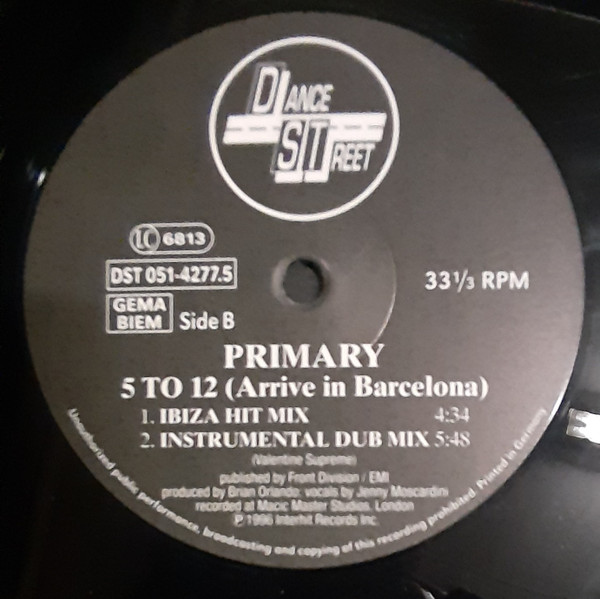 DANCE
STREET
LC 6813
DST 051-4277.5
GEMA
BIEM
Side B
33 1/3 RPM
PRIMARY
5 TO 12 (Arrive in Barcelona)
1. IBIZA HIT MIX 4:34
2. INSTRUMENTAL DUB MIX 5:48
(Valentine Supreme)
published by Front Division / EMI
produced by Brian Orlando; vocals by Jenny Moscardini
recorded at Macic Master Studios, London
℗ 1996 Interhit Records Inc.
Unauthorized public performance, broadcasting and copying of this recording prohibited. Printed in Germany